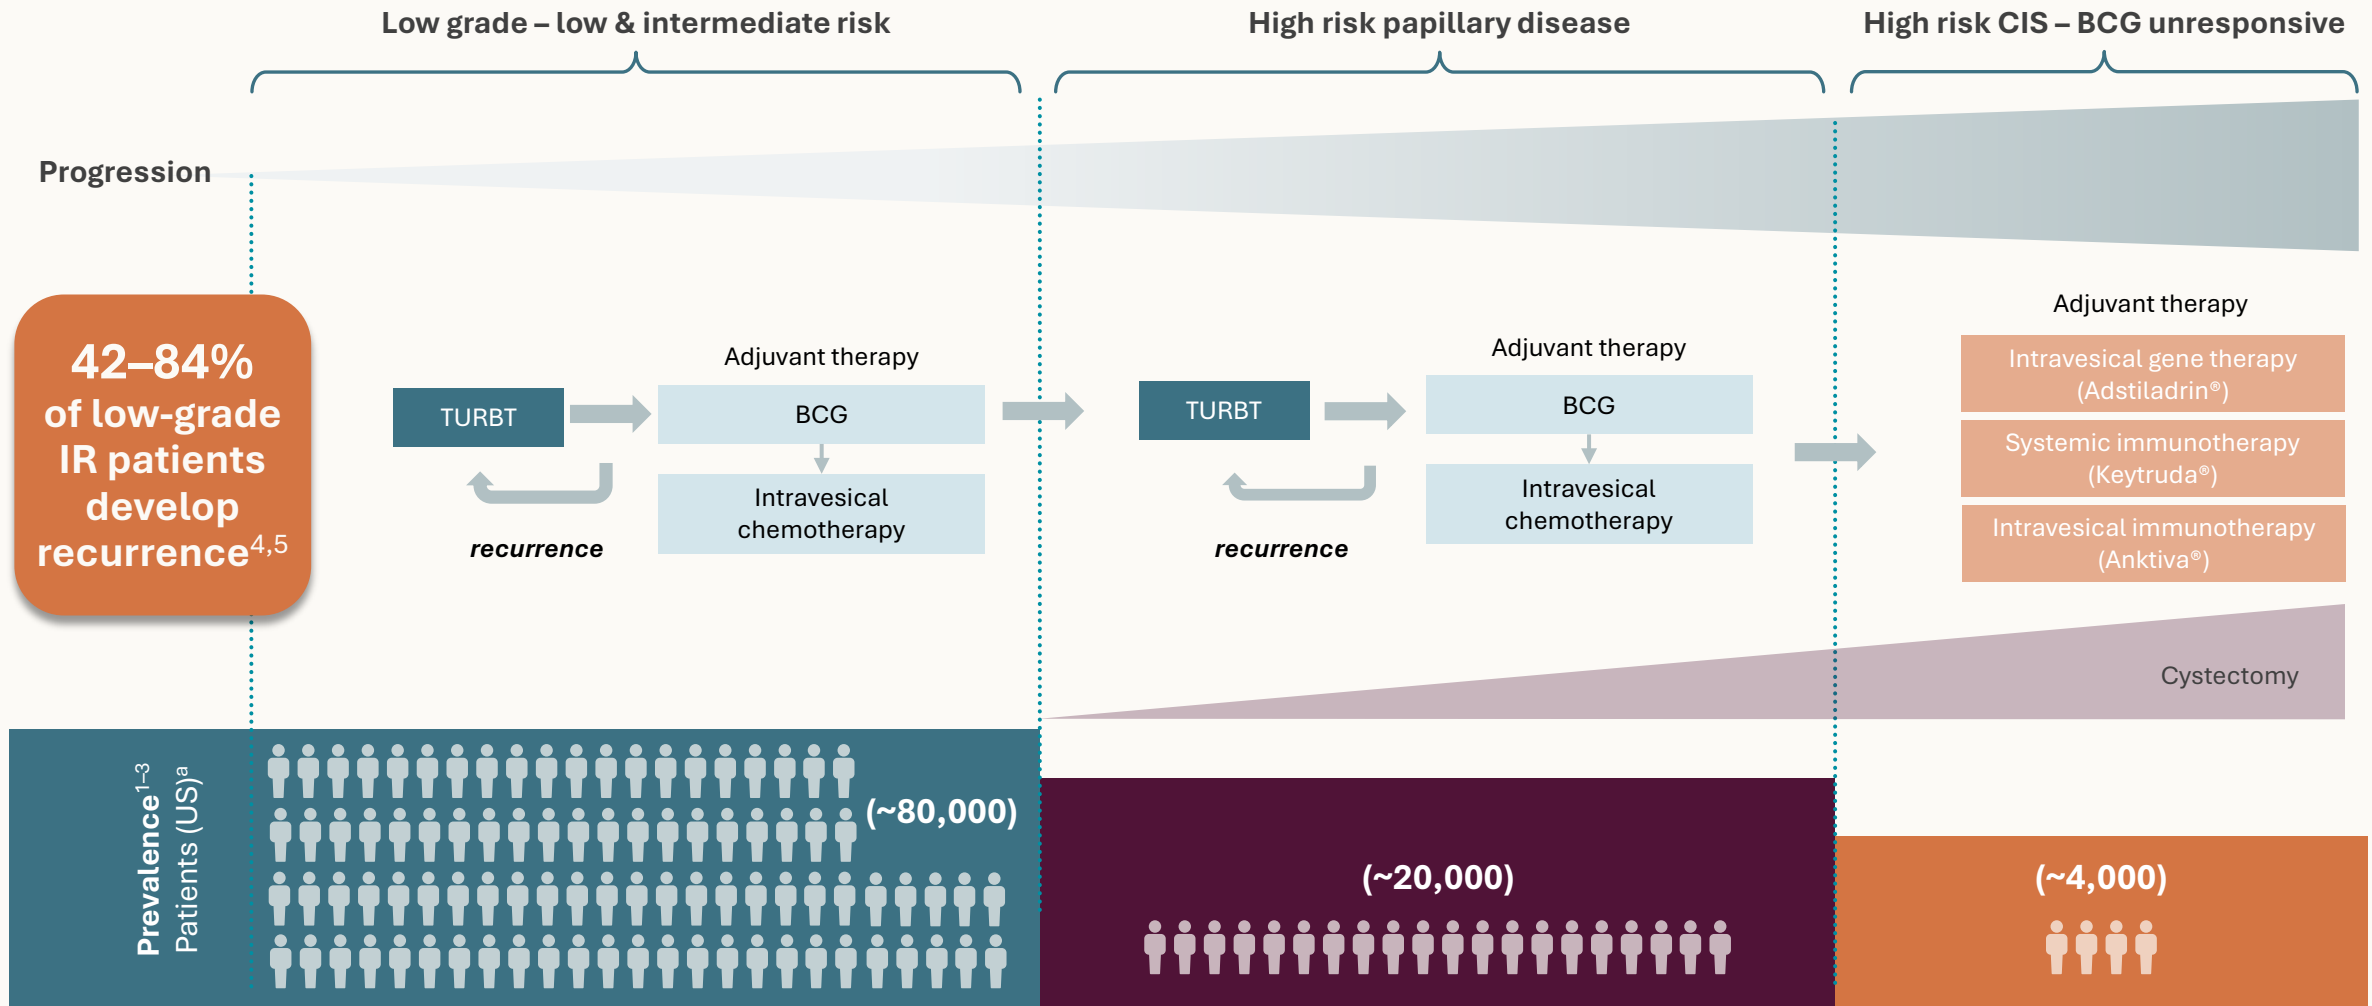 Low grade – low & intermediate risk
High risk papillary disease
High risk CIS – BCG unresponsive
Progression
42–84%
of low-grade
IR patients
develop
recurrence4,5
Adjuvant therapy
TURBT
BCG
Intravesical
chemotherapy
recurrence
Adjuvant therapy
TURBT
BCG
Intravesical
chemotherapy
recurrence
Adjuvant therapy
Intravesical gene therapy
(Adstiladrin®)
Systemic immunotherapy
(Keytruda®)
Intravesical immunotherapy
(Anktiva®)
Cystectomy
Prevalence1–3
Patients (US)a
(~80,000)
(~20,000)
(~4,000)